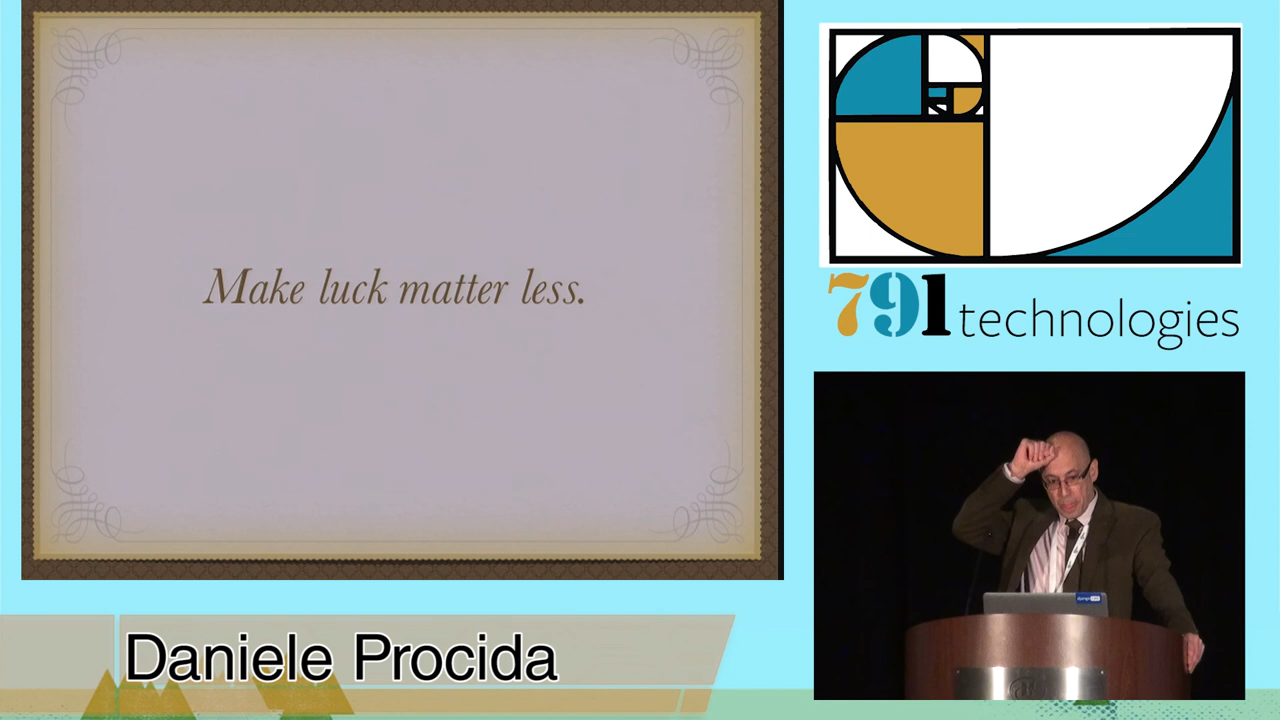 Make luck matter less.
791 technologies
Daniele Procida